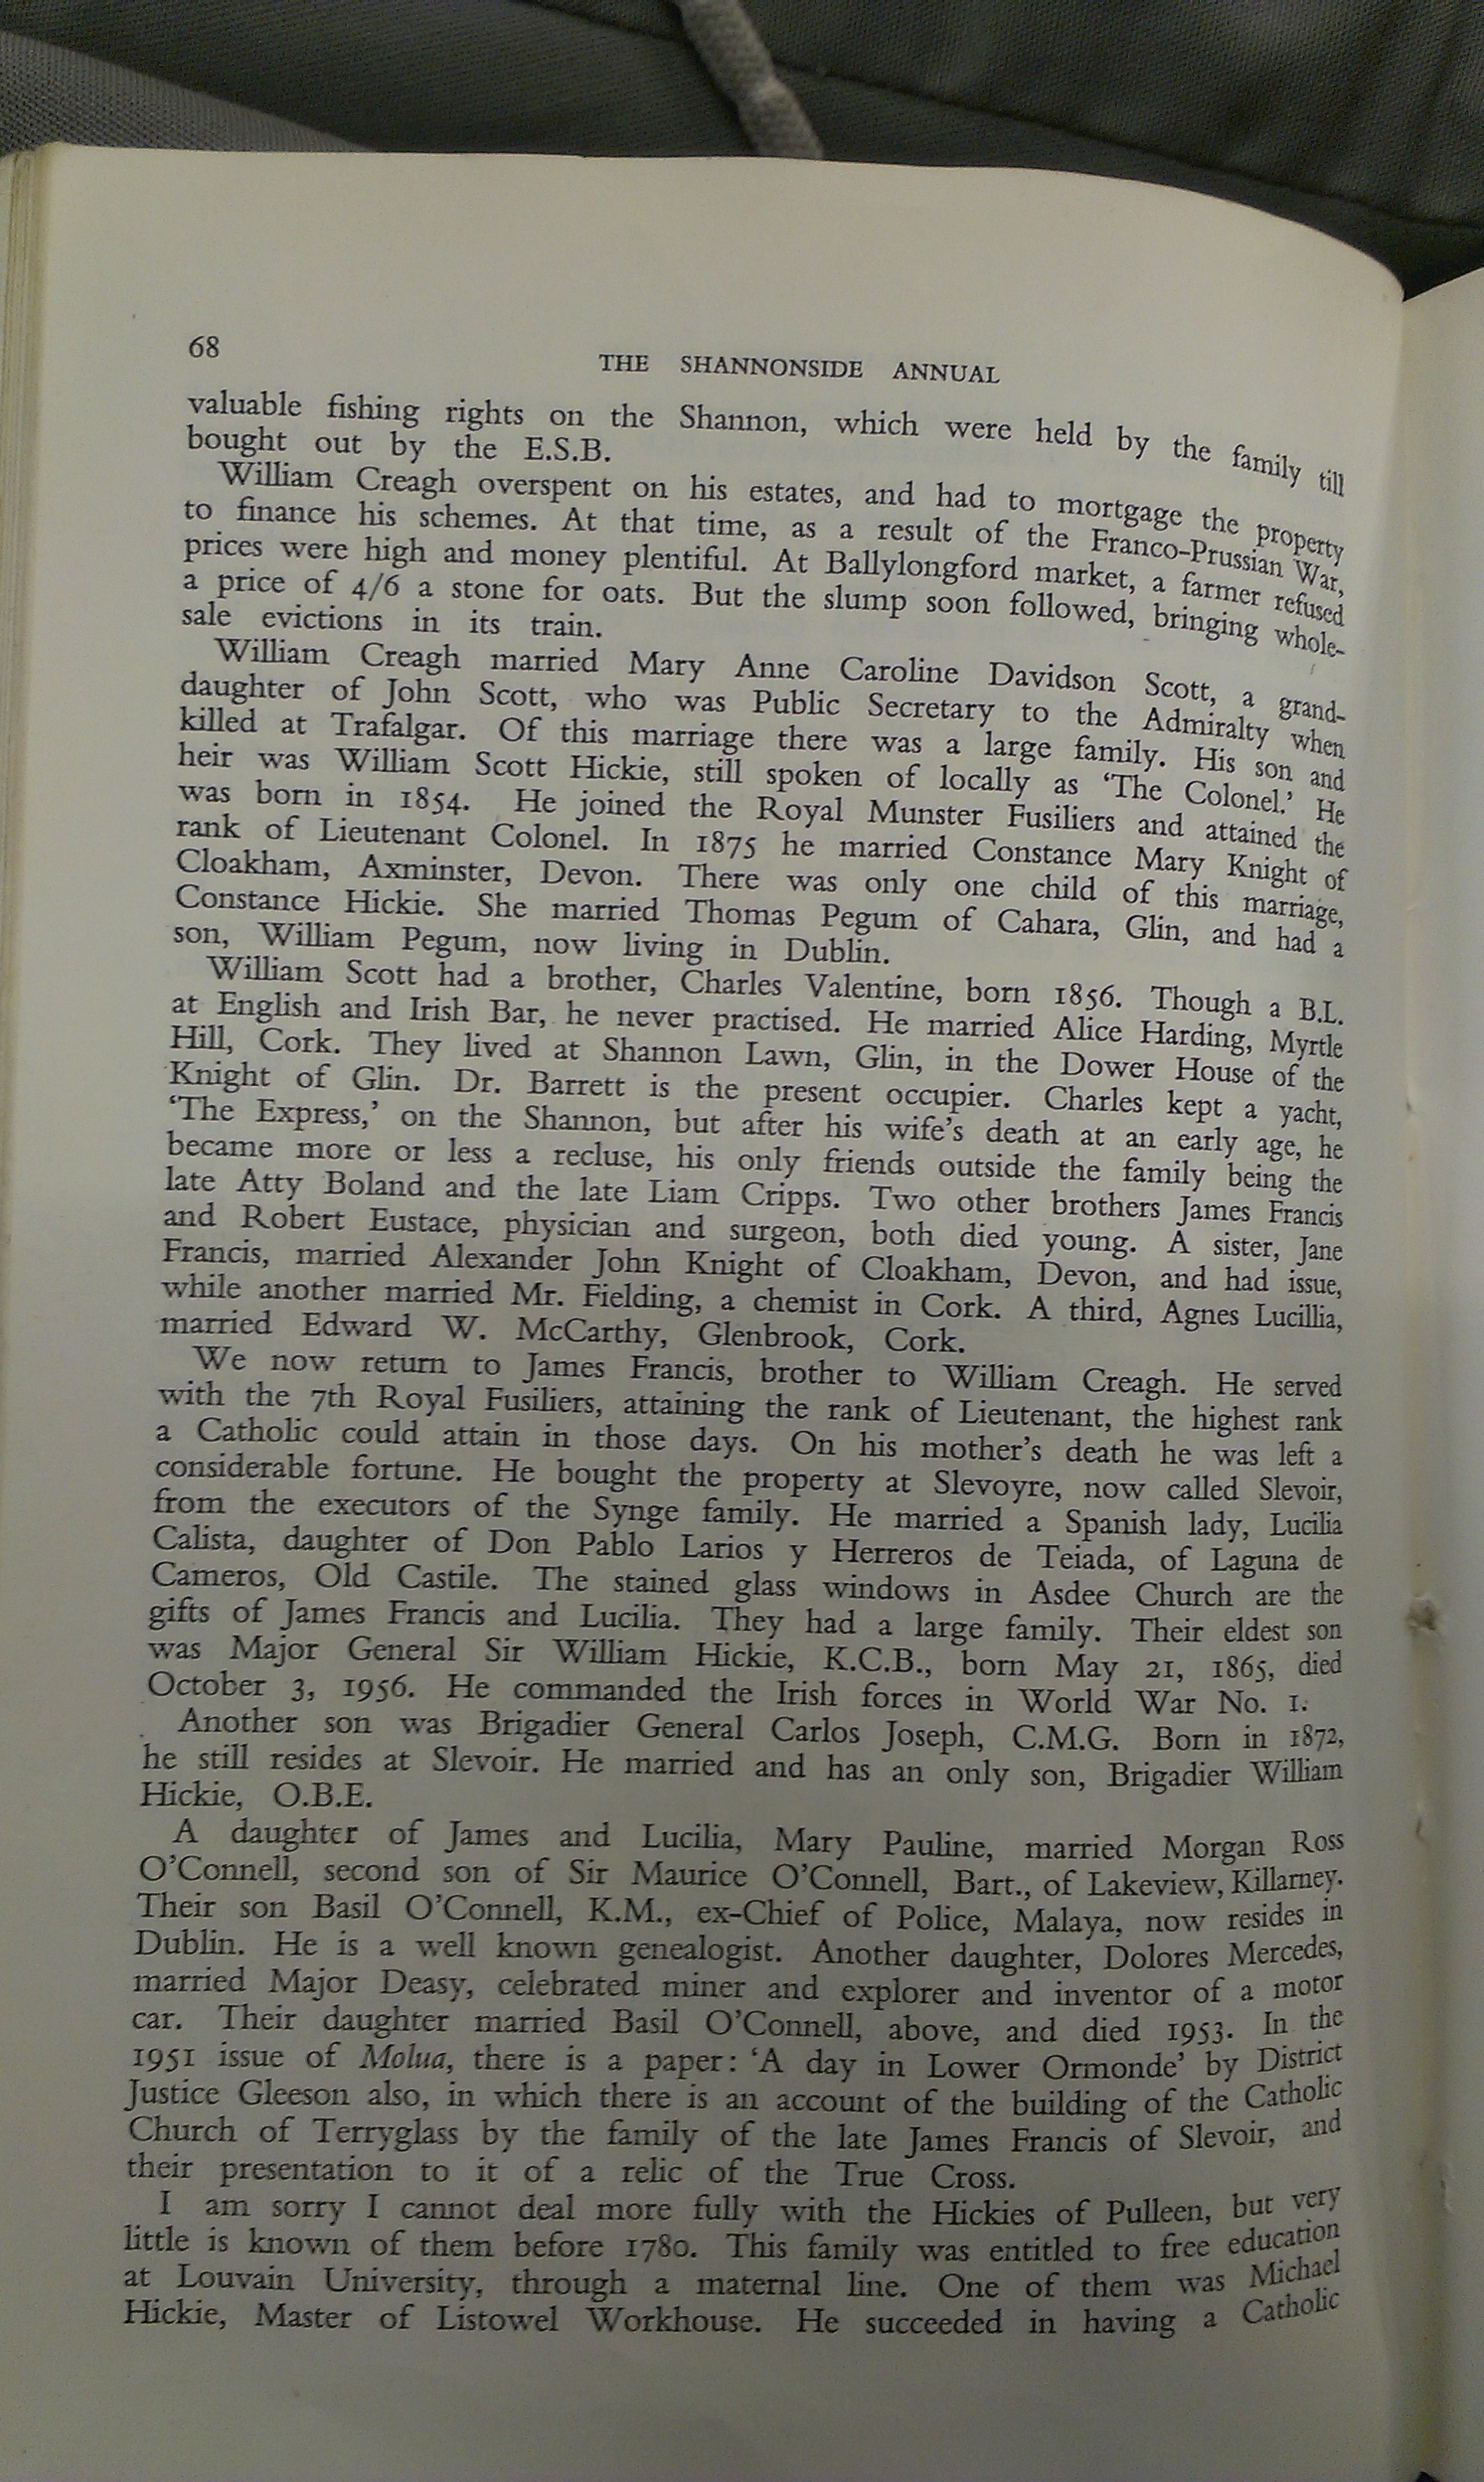 68
THE SHANNONSIDE ANNUAL
valuable fishing rights on the Shannon, which were held by the family till
bought out by the E.S.B.
William Creagh overspent on his estates, and had to mortgage the property
to finance his schemes. At that time, as a result of the Franco-Prussian War,
prices were high and money plentiful. At Ballylongford market, a farmer refused
a price of 4/6 a stone for oats. But the slump soon followed, bringing whole-
sale evictions in its train.
William Creagh married Mary Anne Caroline Davidson Scott, a grand-
daughter of John Scott, who was Public Secretary to the Admiralty when
killed at Trafalgar. Of this marriage there was a large family. His son and
heir was William Scott Hickie, still spoken of locally as ‘The Colonel.’ He
was born in 1854. He joined the Royal Munster Fusiliers and attained the
rank of Lieutenant Colonel. In 1875 he married Constance Mary Knight of
Cloakham, Axminster, Devon. There was only one child of this marriage,
Constance Hickie. She married Thomas Pegum of Cahara, Glin, and had a
son, William Pegum, now living in Dublin.
William Scott had a brother, Charles Valentine, born 1856. Though a B.L.
at English and Irish Bar, he never practised. He married Alice Harding, Myrtle
Hill, Cork. They lived at Shannon Lawn, Glin, in the Dower House of the
Knight of Glin. Dr. Barrett is the present occupier. Charles kept a yacht,
‘The Express,’ on the Shannon, but after his wife’s death at an early age, he
became more or less a recluse, his only friends outside the family being the
late Atty Boland and the late Liam Cripps. Two other brothers James Francis
and Robert Eustace, physician and surgeon, both died young. A sister, Jane
Francis, married Alexander John Knight of Cloakham, Devon, and had issue,
while another married Mr. Fielding, a chemist in Cork. A third, Agnes Lucillia,
married Edward W. McCarthy, Glenbrook, Cork.
We now return to James Francis, brother to William Creagh. He served
with the 7th Royal Fusiliers, attaining the rank of Lieutenant, the highest rank
a Catholic could attain in those days. On his mother’s death he was left a
considerable fortune. He bought the property at Slevoyre, now called Slevoir,
from the executors of the Synge family. He married a Spanish lady, Lucilia
Calista, daughter of Don Pablo Larios y Herreros de Teiada, of Laguna de
Cameros, Old Castile. The stained glass windows in Asdee Church are the
gifts of James Francis and Lucilia. They had a large family. Their eldest son
was Major General Sir William Hickie, K.C.B., born May 21, 1865, died
October 3, 1956. He commanded the Irish forces in World War No. 1.
Another son was Brigadier General Carlos Joseph, C.M.G. Born in 1872,
he still resides at Slevoir. He married and has an only son, Brigadier William
Hickie, O.B.E.
A daughter of James and Lucilia, Mary Pauline, married Morgan Ross
O’Connell, second son of Sir Maurice O’Connell, Bart., of Lakeview, Killarney.
Their son Basil O’Connell, K.M., ex-Chief of Police, Malaya, now resides in
Dublin. He is a well known genealogist. Another daughter, Dolores Mercedes,
married Major Deasy, celebrated miner and explorer and inventor of a motor
car. Their daughter married Basil O’Connell, above, and died 1953. In the
1951 issue of Molua, there is a paper: ‘A day in Lower Ormonde’ by District
Justice Gleeson also, in which there is an account of the building of the Catholic
Church of Terryglass by the family of the late James Francis of Slevoir, and
their presentation to it of a relic of the True Cross.
I am sorry I cannot deal more fully with the Hickies of Pulleen, but very
little is known of them before 1780. This family was entitled to free education
at Louvain University, through a maternal line. One of them was Michael
Hickie, Master of Listowel Workhouse. He succeeded in having a Catholic